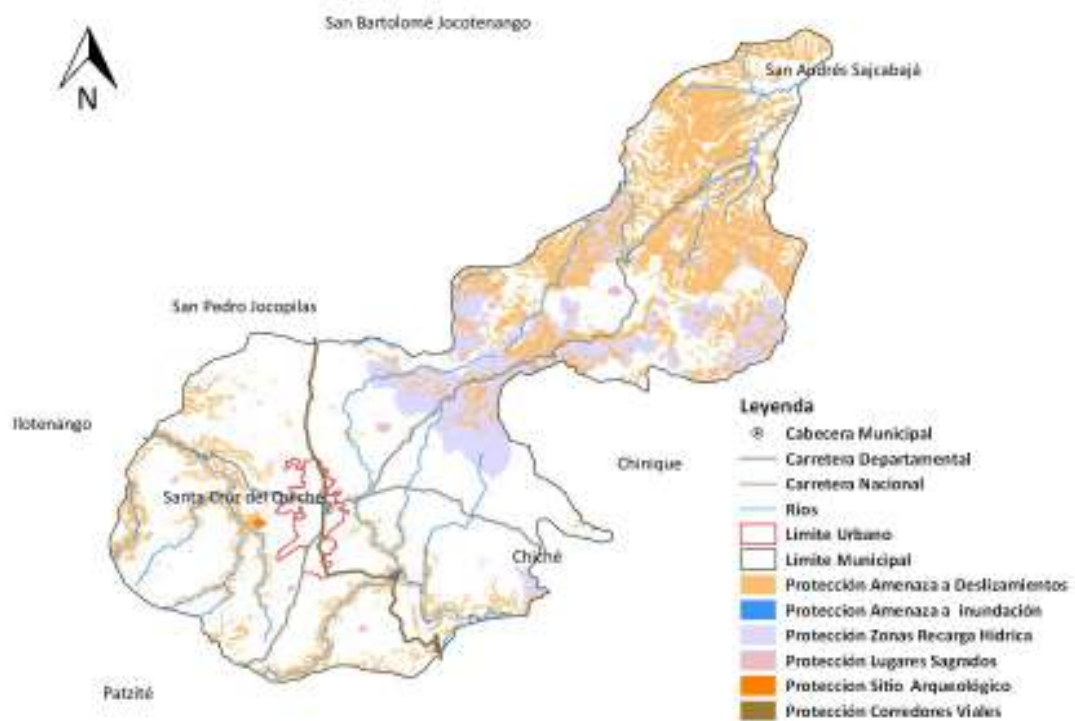 San Bartolomé Jocotenango
San Andrés Sajcabajá
N
San Pedro Jocopilas
Ilotenango
Chinique
Santa Cruz del Quiché
Chiché
Patzité
Leyenda
Cabecera Municipal
Carretera Departamental
Carretera Nacional
Rios
Limite Urbano
Limite Municipal
Protección Amenaza a Deslizamientos
Proteccion Amenaza a inundación
Protección Zonas Recarga Hidrica
Protección Lugares Sagrados
Proteccion Sitio Arqueológico
Protección Corredores Viales